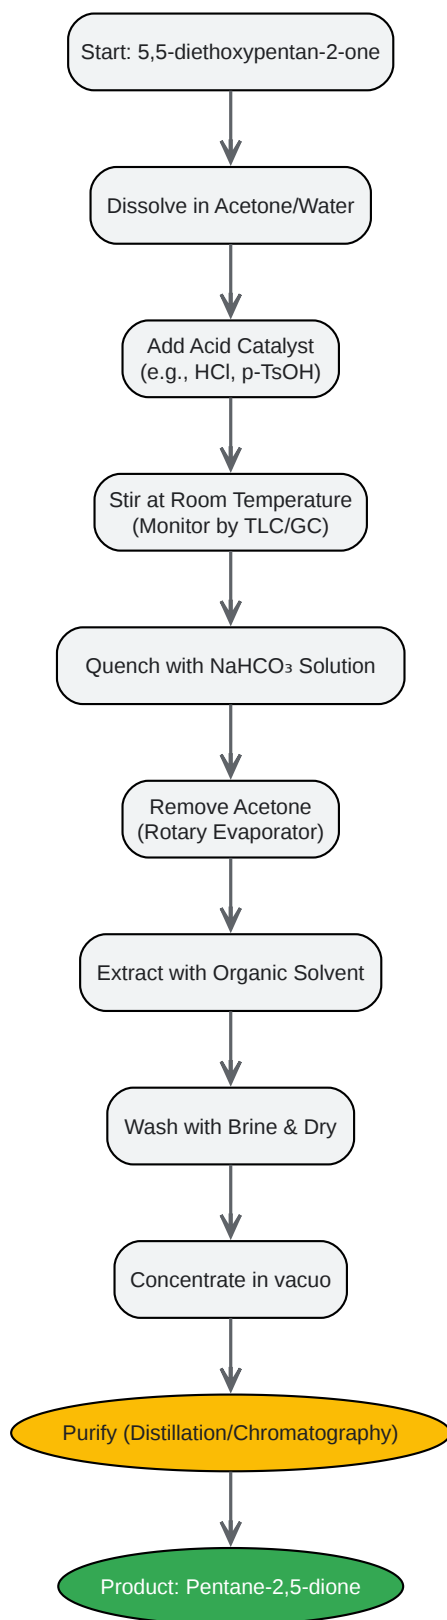 Start: 5,5-diethoxypentan-2-one
Dissolve in Acetone/Water
Add Acid Catalyst
(e.g., HCl, p-TsOH)
Stir at Room Temperature
(Monitor by TLC/GC)
Quench with NaHCO₃ Solution
Remove Acetone
(Rotary Evaporator)
Extract with Organic Solvent
Wash with Brine & Dry
Concentrate in vacuo
Purify (Distillation/Chromatography)
Product: Pentane-2,5-dione